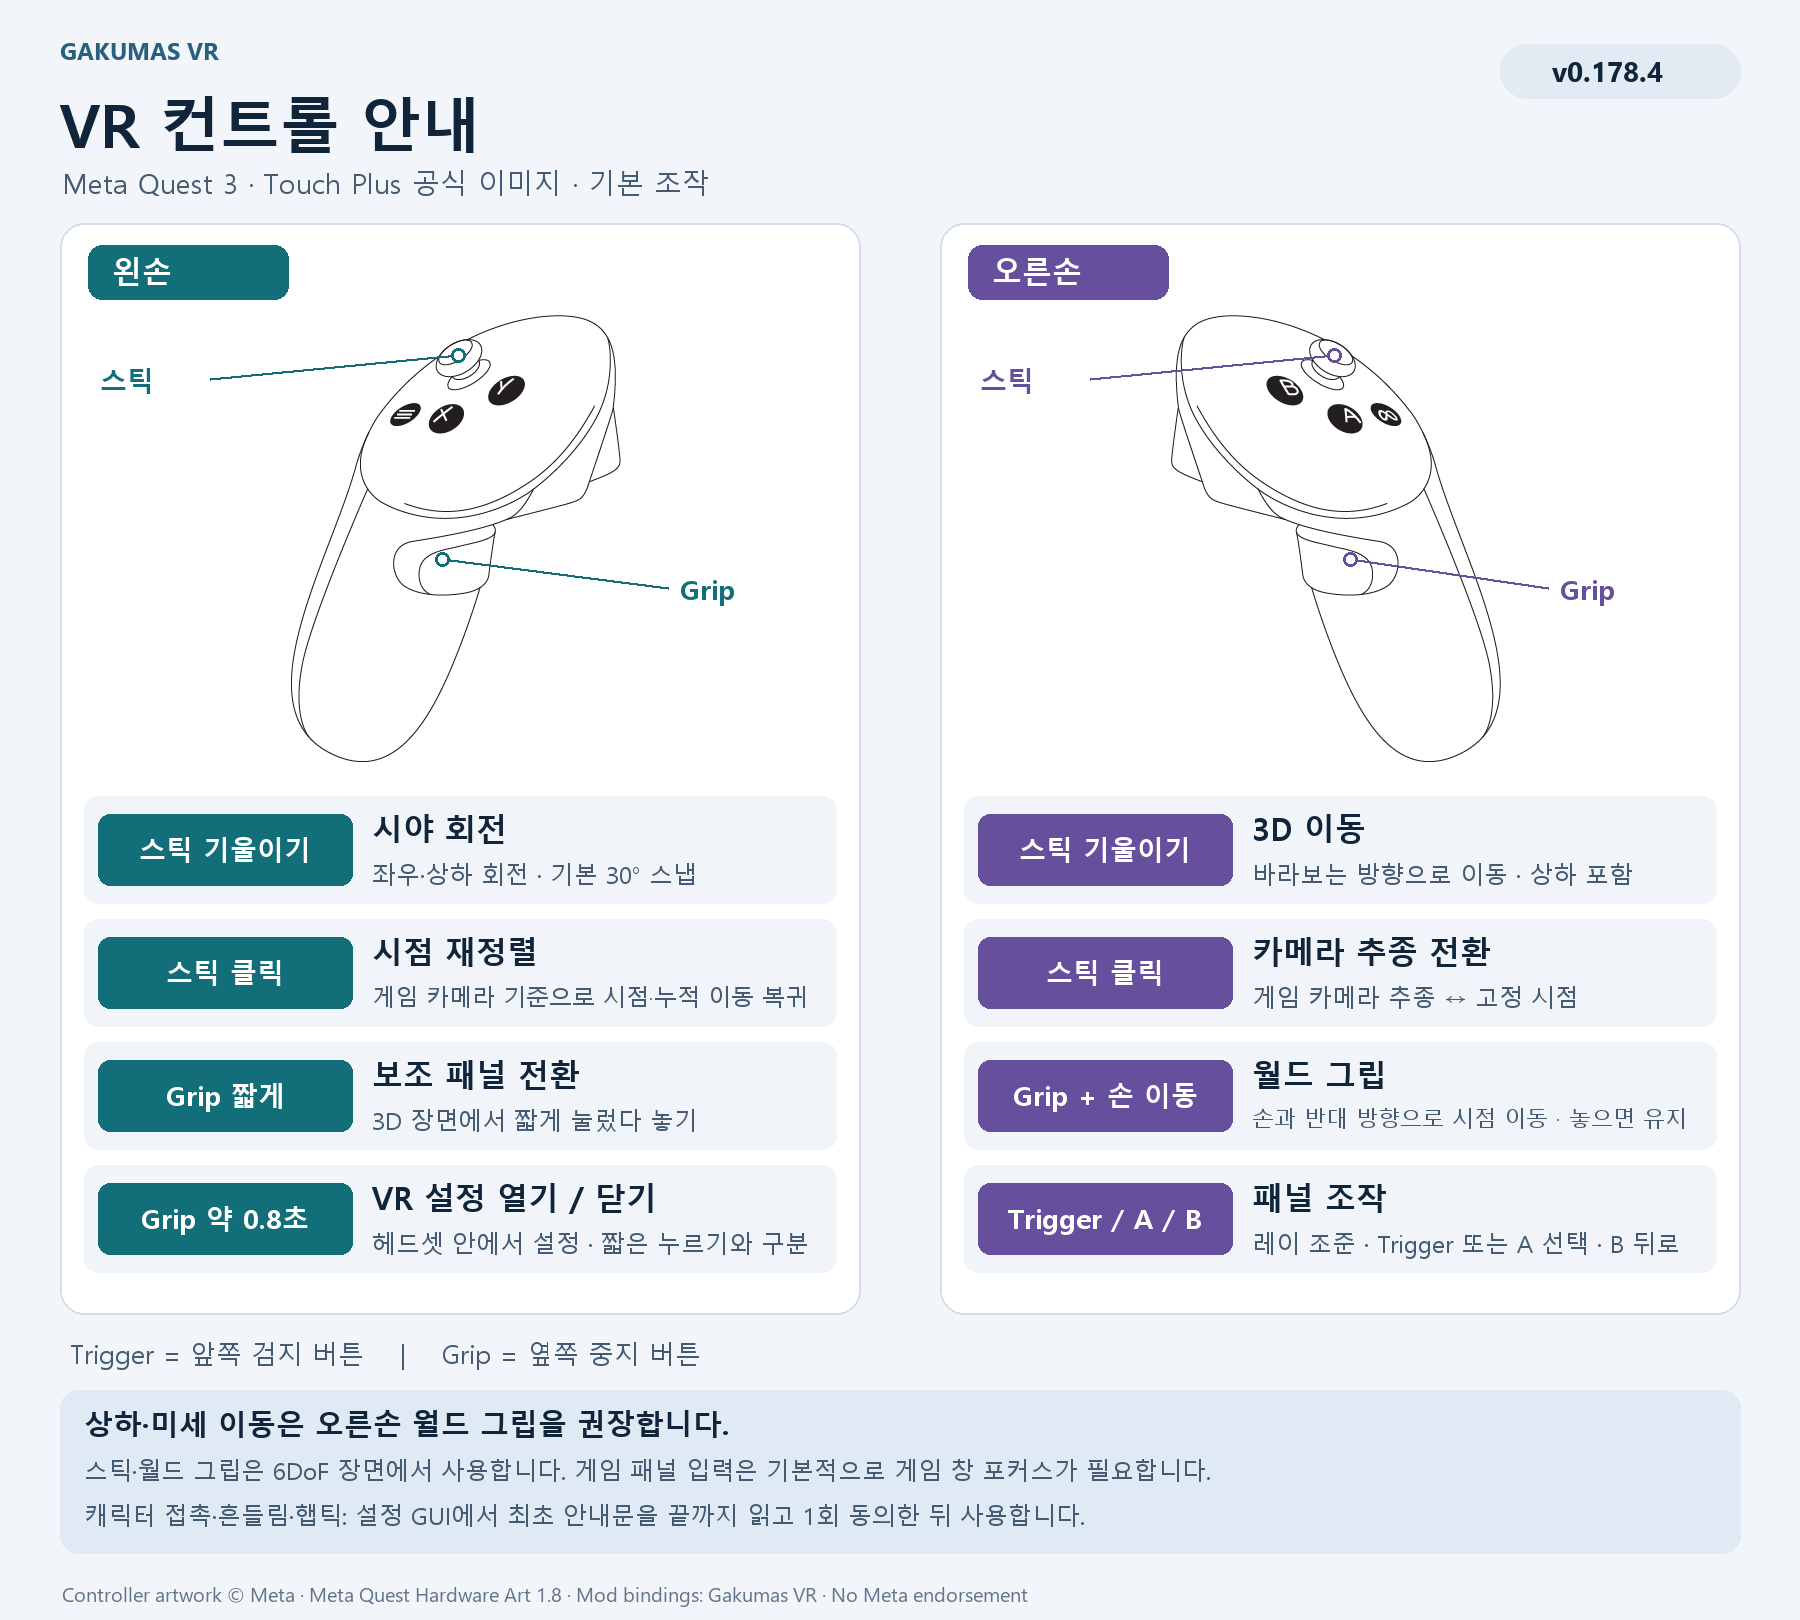 GAKUMAS VR
v0.178.4
VR 컨트롤 안내
Meta Quest 3 · Touch Plus 공식 이미지 · 기본 조작
왼손
스틱
Y
X
Grip
스틱 기울이기
시야 회전
좌우·상하 회전 · 기본 30° 스냅
스틱 클릭
시점 재정렬
게임 카메라 기준으로 시점·누적 이동 복귀
Grip 짧게
보조 패널 전환
3D 장면에서 짧게 눌렀다 놓기
Grip 약 0.8초
VR 설정 열기 / 닫기
헤드셋 안에서 설정 · 짧은 누르기와 구분
오른손
스틱
B
A
Grip
스틱 기울이기
3D 이동
바라보는 방향으로 이동 · 상하 포함
스틱 클릭
카메라 추종 전환
게임 카메라 추종 ↔ 고정 시점
Grip + 손 이동
월드 그립
손과 반대 방향으로 시점 이동 · 놓으면 유지
Trigger / A / B
패널 조작
레이 조준 · Trigger 또는 A 선택 · B 뒤로
Trigger = 앞쪽 검지 버튼 | Grip = 옆쪽 중지 버튼
상하·미세 이동은 오른손 월드 그립을 권장합니다.
스틱·월드 그립은 6DoF 장면에서 사용합니다. 게임 패널 입력은 기본적으로 게임 창 포커스가 필요합니다.
캐릭터 접촉·흔들림·햅틱: 설정 GUI에서 최초 안내문을 끝까지 읽고 1회 동의한 뒤 사용합니다.
Controller artwork © Meta · Meta Quest Hardware Art 1.8 · Mod bindings: Gakumas VR · No Meta endorsement